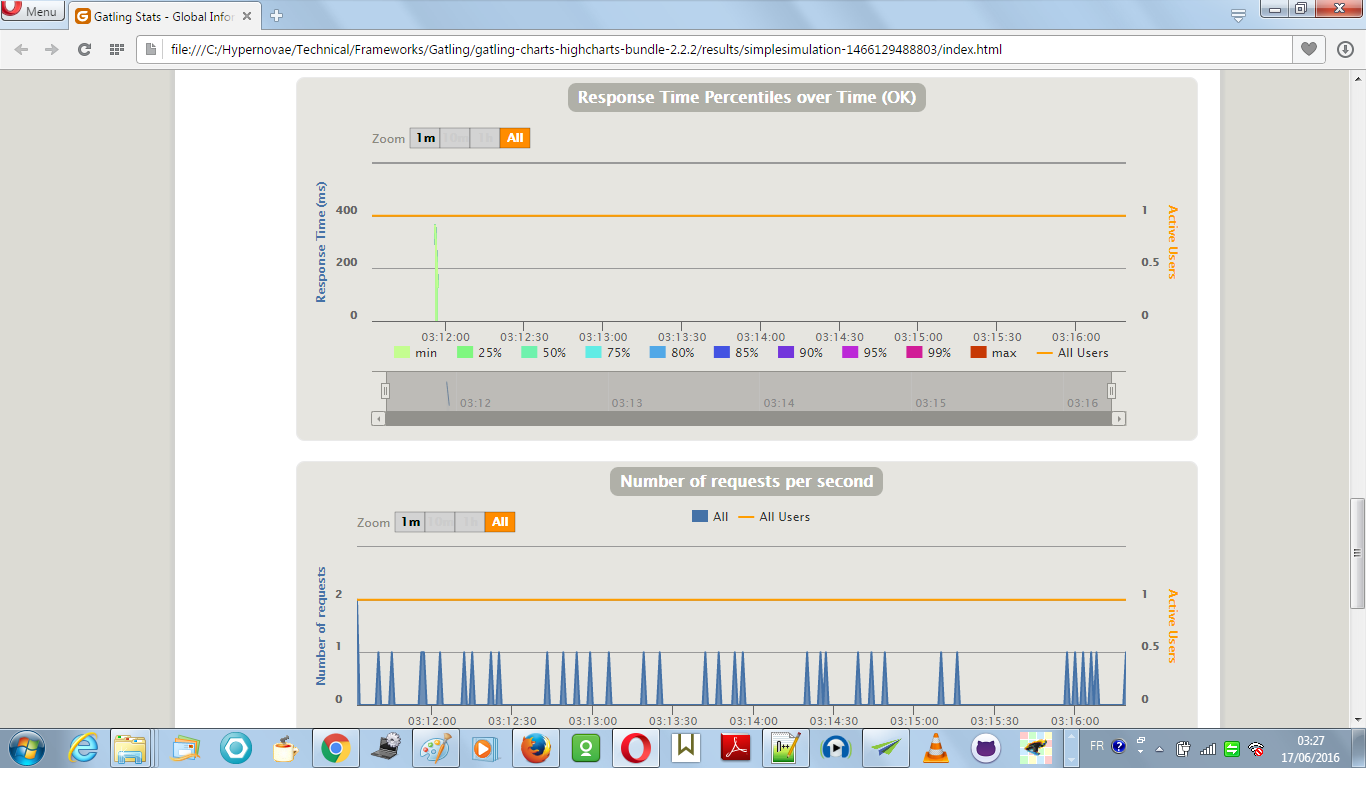 Menu
Gatling Stats - Global Infor
file:///C:/Hypernovae/Technical/Frameworks/Gatling/gatling-charts-highcharts-bundle-2.2.2/results/simplesimulation-1466129488803/index.html
Response Time Percentiles over Time (OK)
Zoom 1m 10m 1h All
Response Time (ms)
400
200
0
1
0.5
0
Active Users
03:12:00 03:12:30 03:13:00 03:13:30 03:14:00 03:14:30 03:15:00 03:15:30 03:16:00
min 25% 50% 75% 80% 85% 90% 95% 99% max All Users
03:12 03:13 03:14 03:15 03:16
Number of requests per second
Zoom 1m 10m 1h All
All All Users
Number of requests
2
1
0
1
0.5
0
Active Users
03:12:00 03:12:30 03:13:00 03:13:30 03:14:00 03:14:30 03:15:00 03:15:30 03:16:00
FR
03:27
17/06/2016